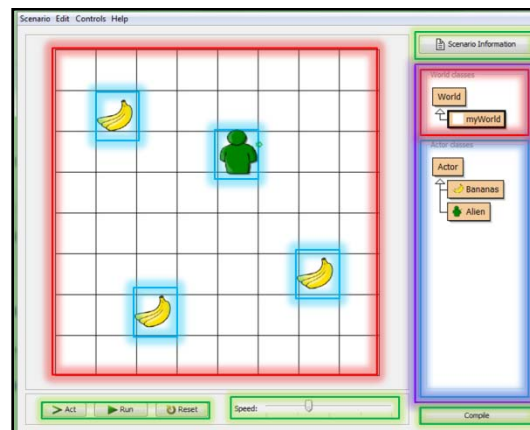 Scenario Edit Controls Help
Scenario Information
World classes
World
myWorld
Actor classes
Actor
Bananas
Alien
Act Run Reset Speed:
Compile